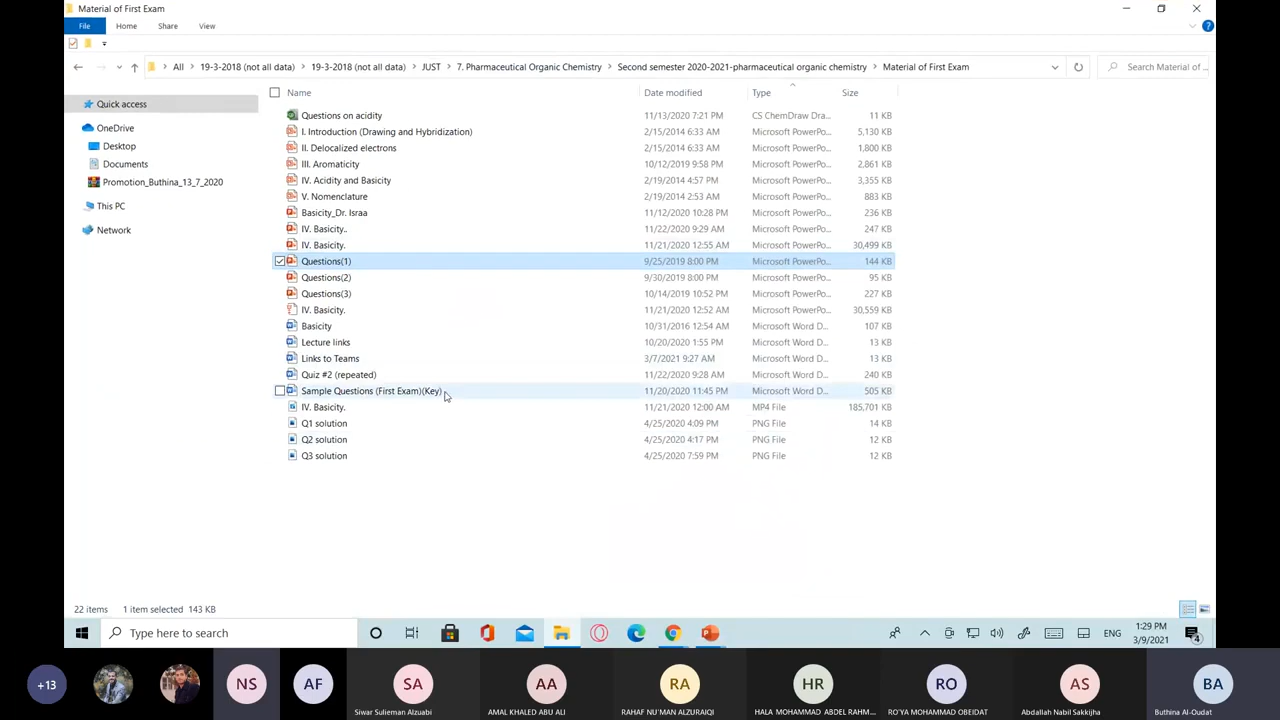 Material of First Exam
File Home Share View
All 19-3-2018 (not all data) 19-3-2018 (not all data) JUST 7. Pharmaceutical Organic Chemistry Second semester 2020-2021-pharmaceutical organic chemistry Material of First Exam Search Material of ...
Name Date modified Type Size
Quick access
OneDrive
Desktop
Documents
Promotion_Buthina_13_7_2020
This PC
Network
Questions on acidity 11/13/2020 7:21 PM CS ChemDraw Dra... 11 KB
I. Introduction (Drawing and Hybridization) 2/15/2014 6:33 AM Microsoft PowerPo... 5,130 KB
II. Delocalized electrons 2/15/2014 6:33 AM Microsoft PowerPo... 1,800 KB
III. Aromaticity 10/12/2019 9:58 PM Microsoft PowerPo... 2,861 KB
IV. Acidity and Basicity 2/19/2014 4:57 PM Microsoft PowerPo... 3,355 KB
V. Nomenclature 2/19/2014 2:53 AM Microsoft PowerPo... 883 KB
Basicity_Dr. Israa 11/12/2020 10:28 PM Microsoft PowerPo... 236 KB
IV. Basicity.. 11/22/2020 9:29 AM Microsoft PowerPo... 247 KB
IV. Basicity. 11/21/2020 12:55 AM Microsoft PowerPo... 30,499 KB
Questions(1) 9/25/2019 8:00 PM Microsoft PowerPo... 144 KB
Questions(2) 9/30/2019 8:00 PM Microsoft PowerPo... 95 KB
Questions(3) 10/14/2019 10:52 PM Microsoft PowerPo... 227 KB
IV. Basicity. 11/21/2020 12:52 AM Microsoft PowerPo... 30,559 KB
Basicity 10/31/2016 12:54 AM Microsoft Word D... 107 KB
Lecture links 10/20/2020 1:55 PM Microsoft Word D... 13 KB
Links to Teams 3/7/2021 9:27 AM Microsoft Word D... 13 KB
Quiz #2 (repeated) 11/22/2020 9:28 AM Microsoft Word D... 240 KB
Sample Questions (First Exam)(Key) 11/20/2020 11:45 PM Microsoft Word D... 505 KB
IV. Basicity. 11/21/2020 12:00 AM MP4 File 185,701 KB
Q1 solution 4/25/2020 4:09 PM PNG File 14 KB
Q2 solution 4/25/2020 4:17 PM PNG File 12 KB
Q3 solution 4/25/2020 7:59 PM PNG File 12 KB
22 items 1 item selected 143 KB
Type here to search ENG 1:29 PM
3/9/2021 4
+13 NS AF SA AA RA HR RO AS BA
Siwar Sulieman Alzuabi AMAL KHALED ABU ALI RAHAF NU'MAN ALZURAIQI HALA MOHAMMAD ABDEL RAHM... RO'YA MOHAMMAD OBEIDAT Abdallah Nabil Sakkijha Buthina Al-Oudat